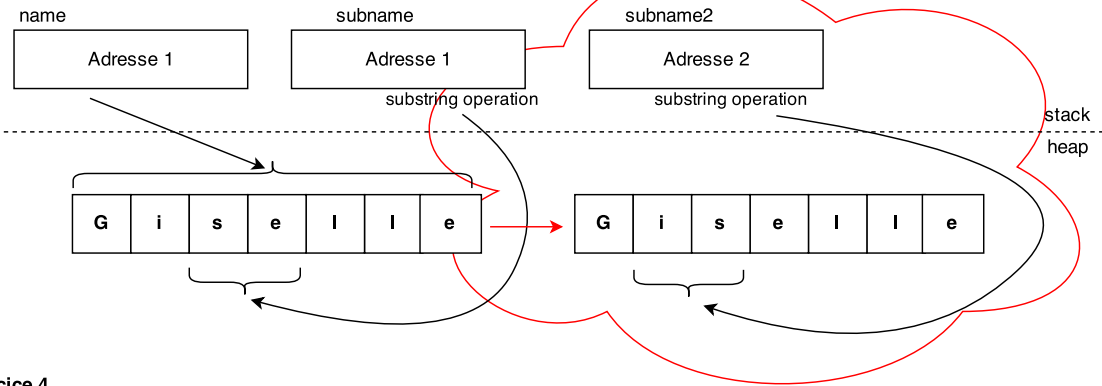 name
subname
subname2
Adresse 1
Adresse 1
Adresse 2
substring operation
substring operation
stack
heap
G i s e l l e
G i s e l l e